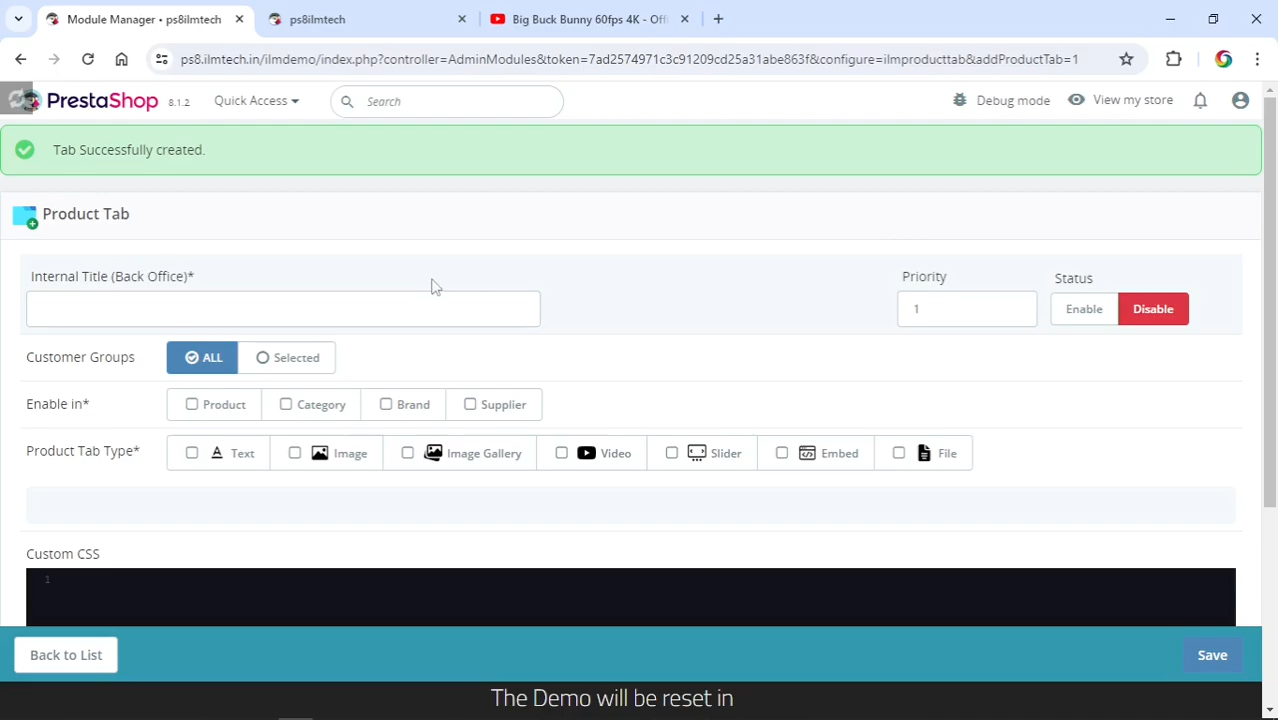 Module Manager • ps8ilmtech
ps8ilmtech
Big Buck Bunny 60fps 4K - Offi
ps8.ilmtech.in/ilmdemo/index.php?controller=AdminModules&token=7ad2574971c3c91209cd25a31abe863f&configure=ilmproducttab&addProductTab=1
PrestaShop 8.1.2 Quick Access Search Debug mode View my store
Tab Successfully created.
Product Tab
Internal Title (Back Office)* Priority Status
1 Enable Disable
Customer Groups ALL Selected
Enable in* Product Category Brand Supplier
Product Tab Type* Text Image Image Gallery Video Slider Embed File
Custom CSS
1
Back to List Save
The Demo will be reset in